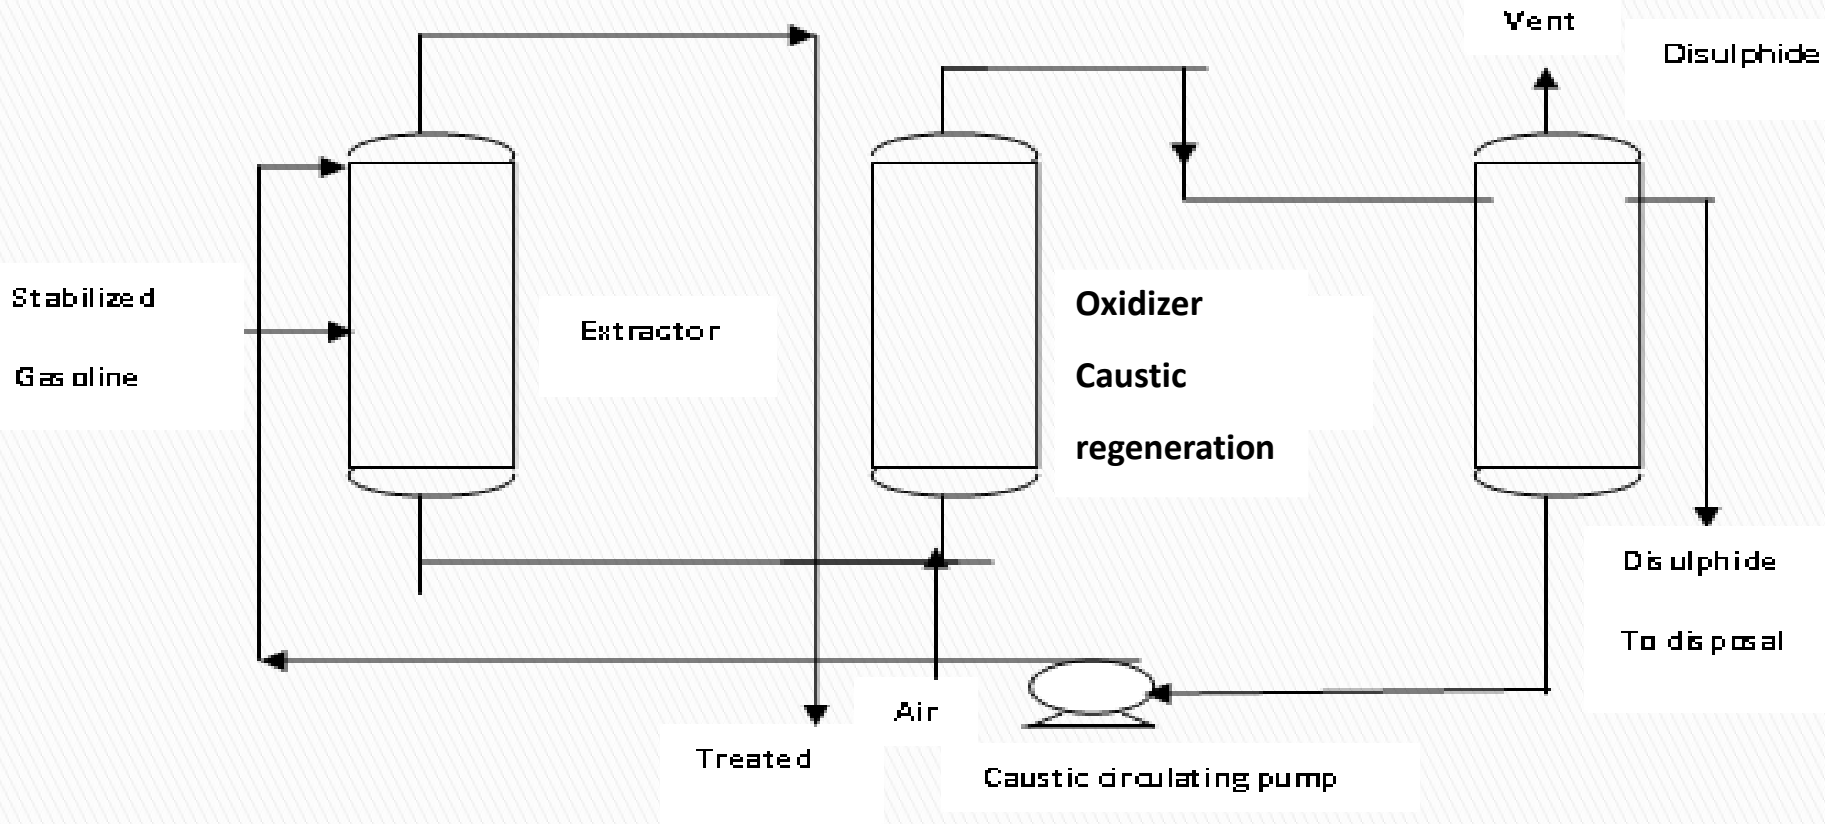 Vent
Disulphide
Stabilized
Gasoline
Extractor
Oxidizer
Caustic
regeneration
Disulphide
To disposal
Air
Treated
Caustic circulating pump